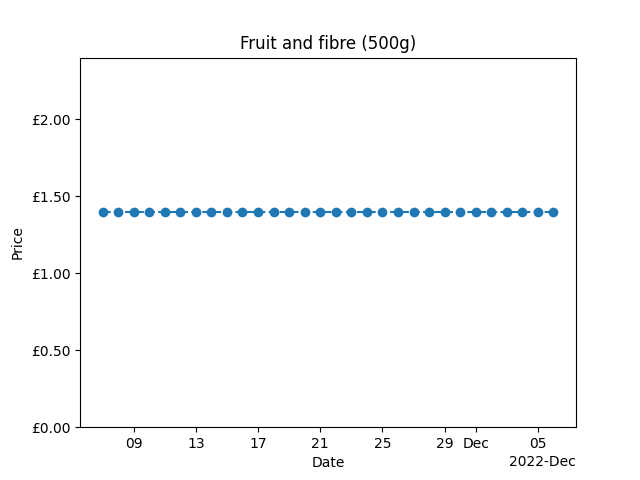 Fruit and fibre (500g)
£2.00
£1.50
£1.00
£0.50
£0.00
Price
09 13 17 21 25 29 Dec 05
2022-Dec
Date